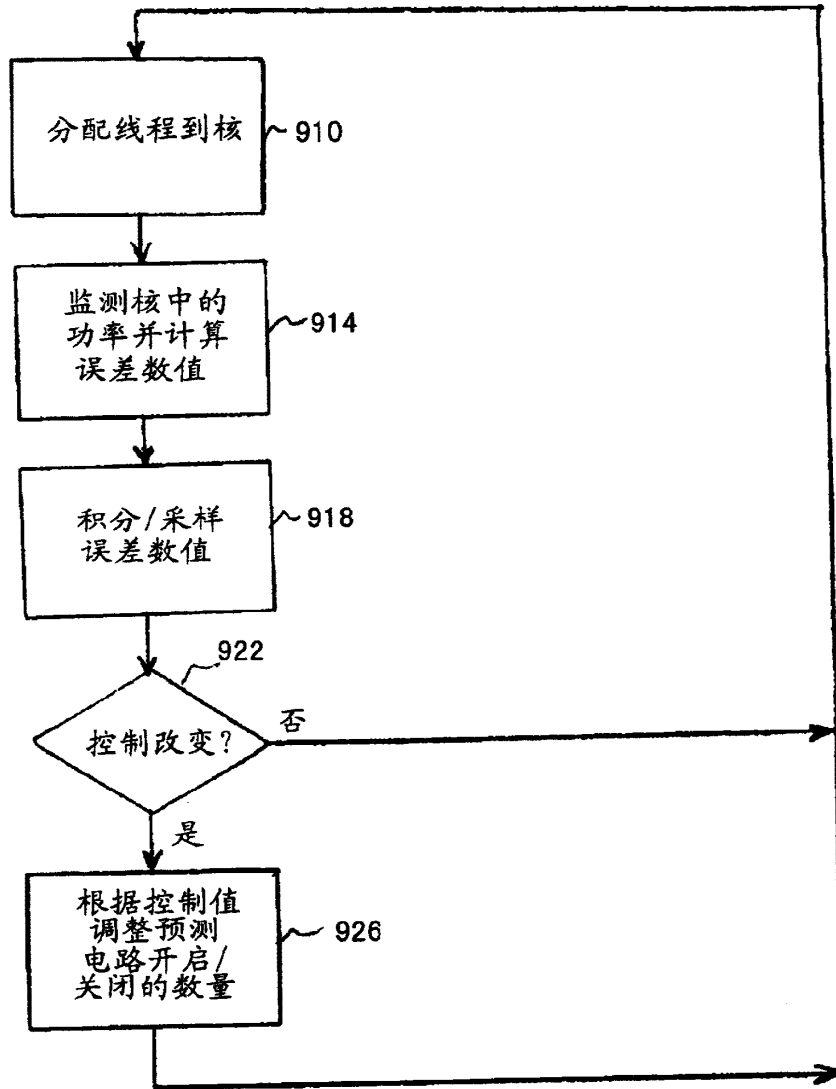 分配线程到核
910
监测核中的
功率并计算
误差数值
914
积分/采样
误差数值
918
922
控制改变?
否
是
根据控制值
调整预测
电路开启/
关闭的数量
926